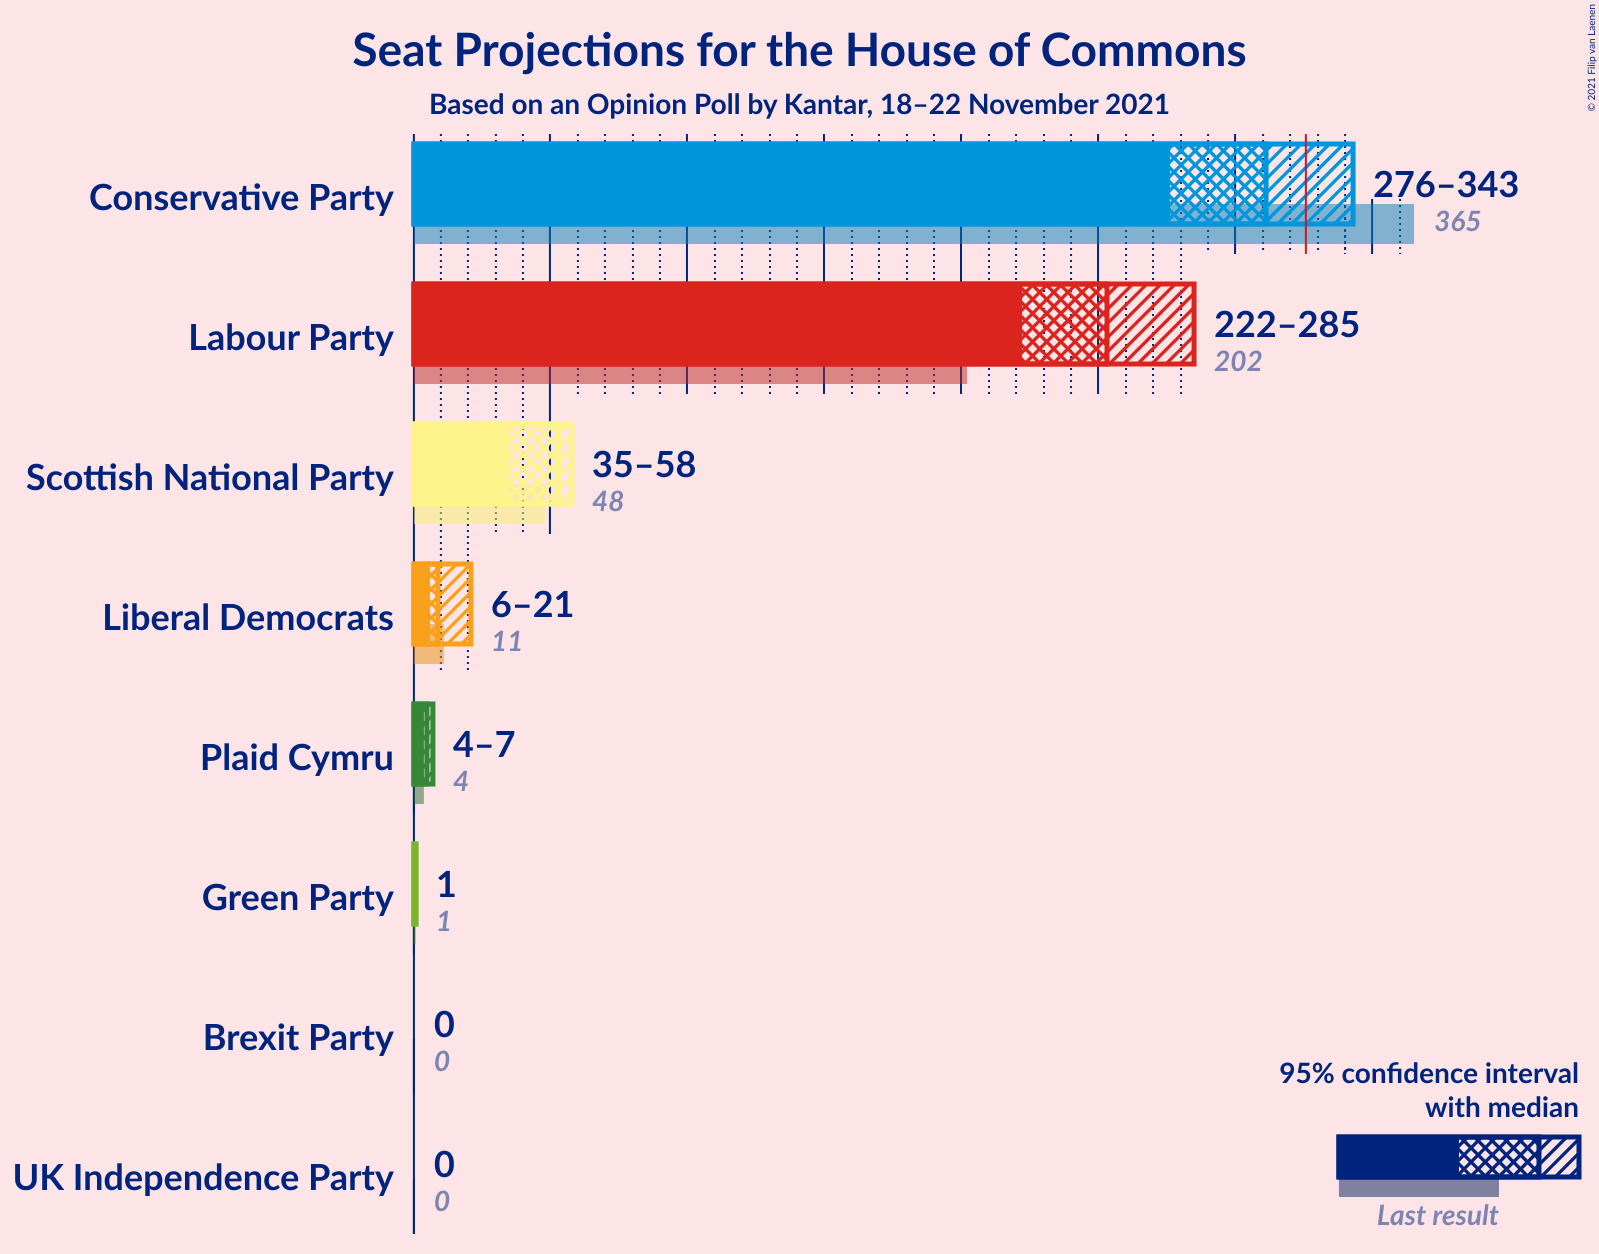 Seat Projections for the House of Commons
Based on an Opinion Poll by Kantar, 18–22 November 2021
© 2021 Filip van Laenen
Conservative Party
276–343
365
Labour Party
222–285
202
Scottish National Party
35–58
48
Liberal Democrats
6–21
11
Plaid Cymru
4–7
4
Green Party
1
1
Brexit Party
0
0
UK Independence Party
0
0
95% confidence interval
with median
Last result